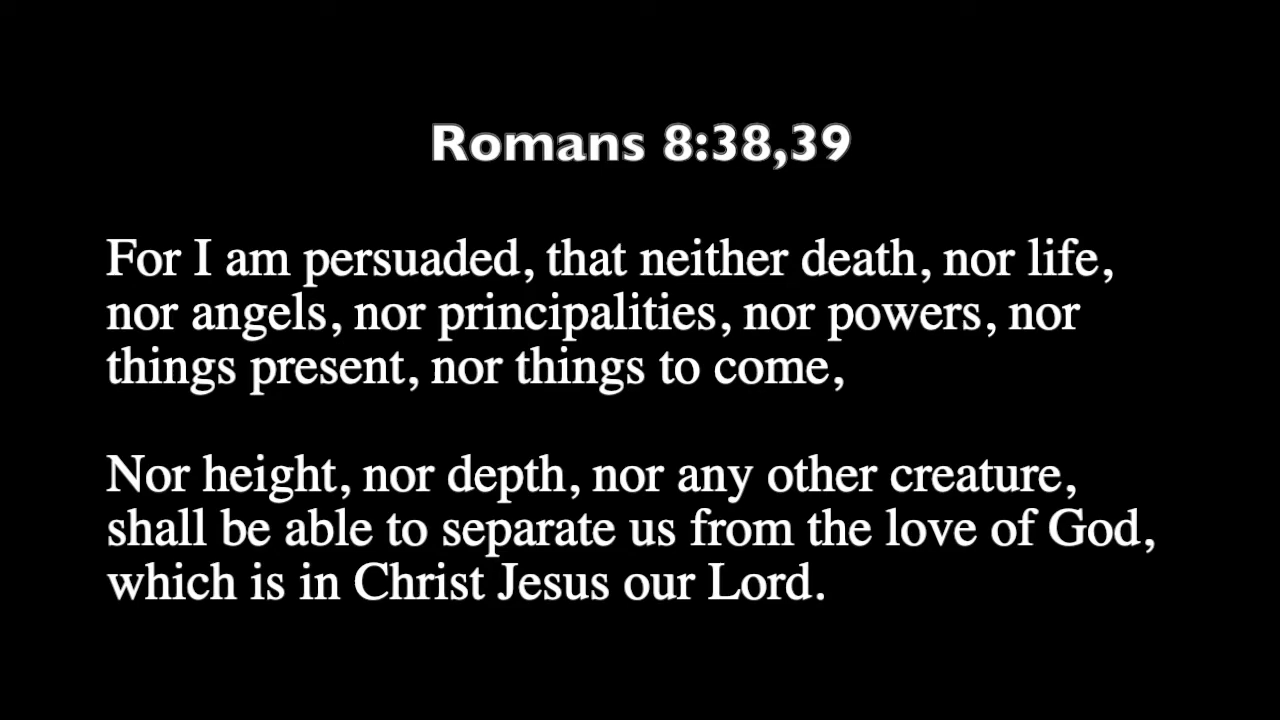 Romans 8:38,39
For I am persuaded, that neither death, nor life,
nor angels, nor principalities, nor powers, nor
things present, nor things to come,
Nor height, nor depth, nor any other creature,
shall be able to separate us from the love of God,
which is in Christ Jesus our Lord.